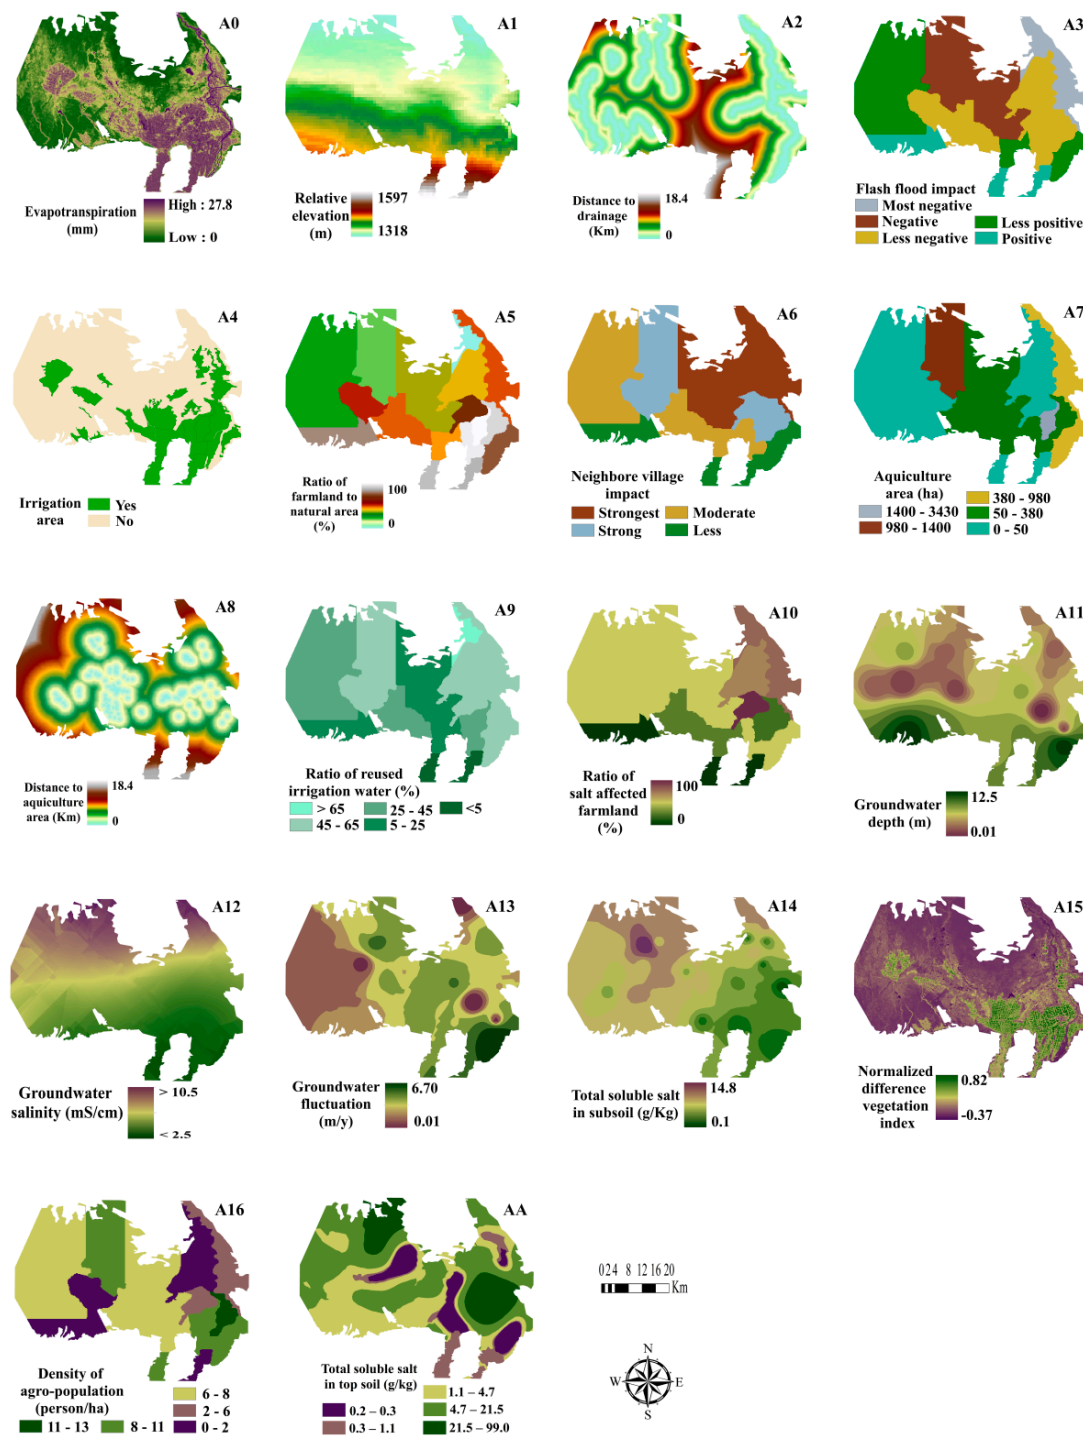 A0
Evapotranspiration
(mm)
High : 27.8
Low : 0
A1
Relative
elevation
(m)
1597
1318
A2
Distance to
drainage
(Km)
18.4
0
A3
Flash flood impact
Most negative
Negative
Less negative
Less positive
Positive
A4
Irrigation
area
Yes
No
A5
Ratio of
farmland to
natural area
(%)
100
0
A6
Neighbore village
impact
Strongest
Strong
Moderate
Less
A7
Aquiculture
area (ha)
1400 - 3430
980 - 1400
380 - 980
50 - 380
0 - 50
A8
Distance to
aquiculture
area (Km)
18.4
0
A9
Ratio of reused
irrigation water (%)
> 65
45 - 65
25 - 45
5 - 25
<5
A10
Ratio of
salt affected
farmland
(%)
100
0
A11
Groundwater
depth (m)
12.5
0.01
A12
Groundwater
salinity (mS/cm)
> 10.5
< 2.5
A13
Groundwater
fluctuation
(m/y)
6.70
0.01
A14
Total soluble salt
in subsoil (g/Kg)
14.8
0.1
A15
Normalized
difference
vegetation
index
0.82
-0.37
A16
Density of
agro-population
(person/ha)
11 - 13
8 - 11
6 - 8
2 - 6
0 - 2
AA
Total soluble salt
in top soil (g/kg)
0.2 – 0.3
0.3 – 1.1
1.1 – 4.7
4.7 – 21.5
21.5 – 99.0
0 2 4 8 12 16 20
Km
N
W
E
S